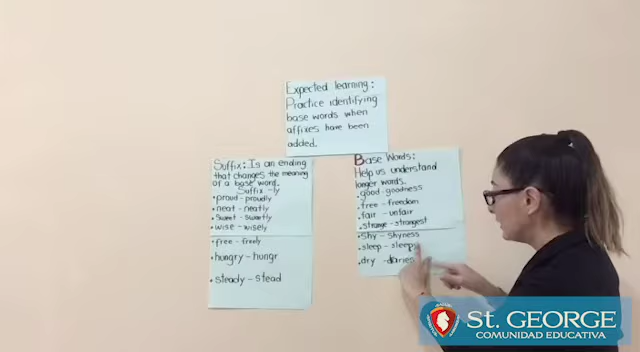 Expected learning:
Practice identifying
base words when
affixes have been
added.
Suffix: Is an ending
that changes the meaning
of a base word.
Suffix -ly
• proud - proudly
• neat - neatly
• wise - wisely
• free - freely
• hungry - hungr
• steady - stead
Base Words:
Help us understand
longer words.
• good - goodness
• free - freedom
• fair - unfair
• strange - strangest
• shy - shyness
• sleep - sleep
• dry -
St. GEORGE
COMUNIDAD EDUCATIVA